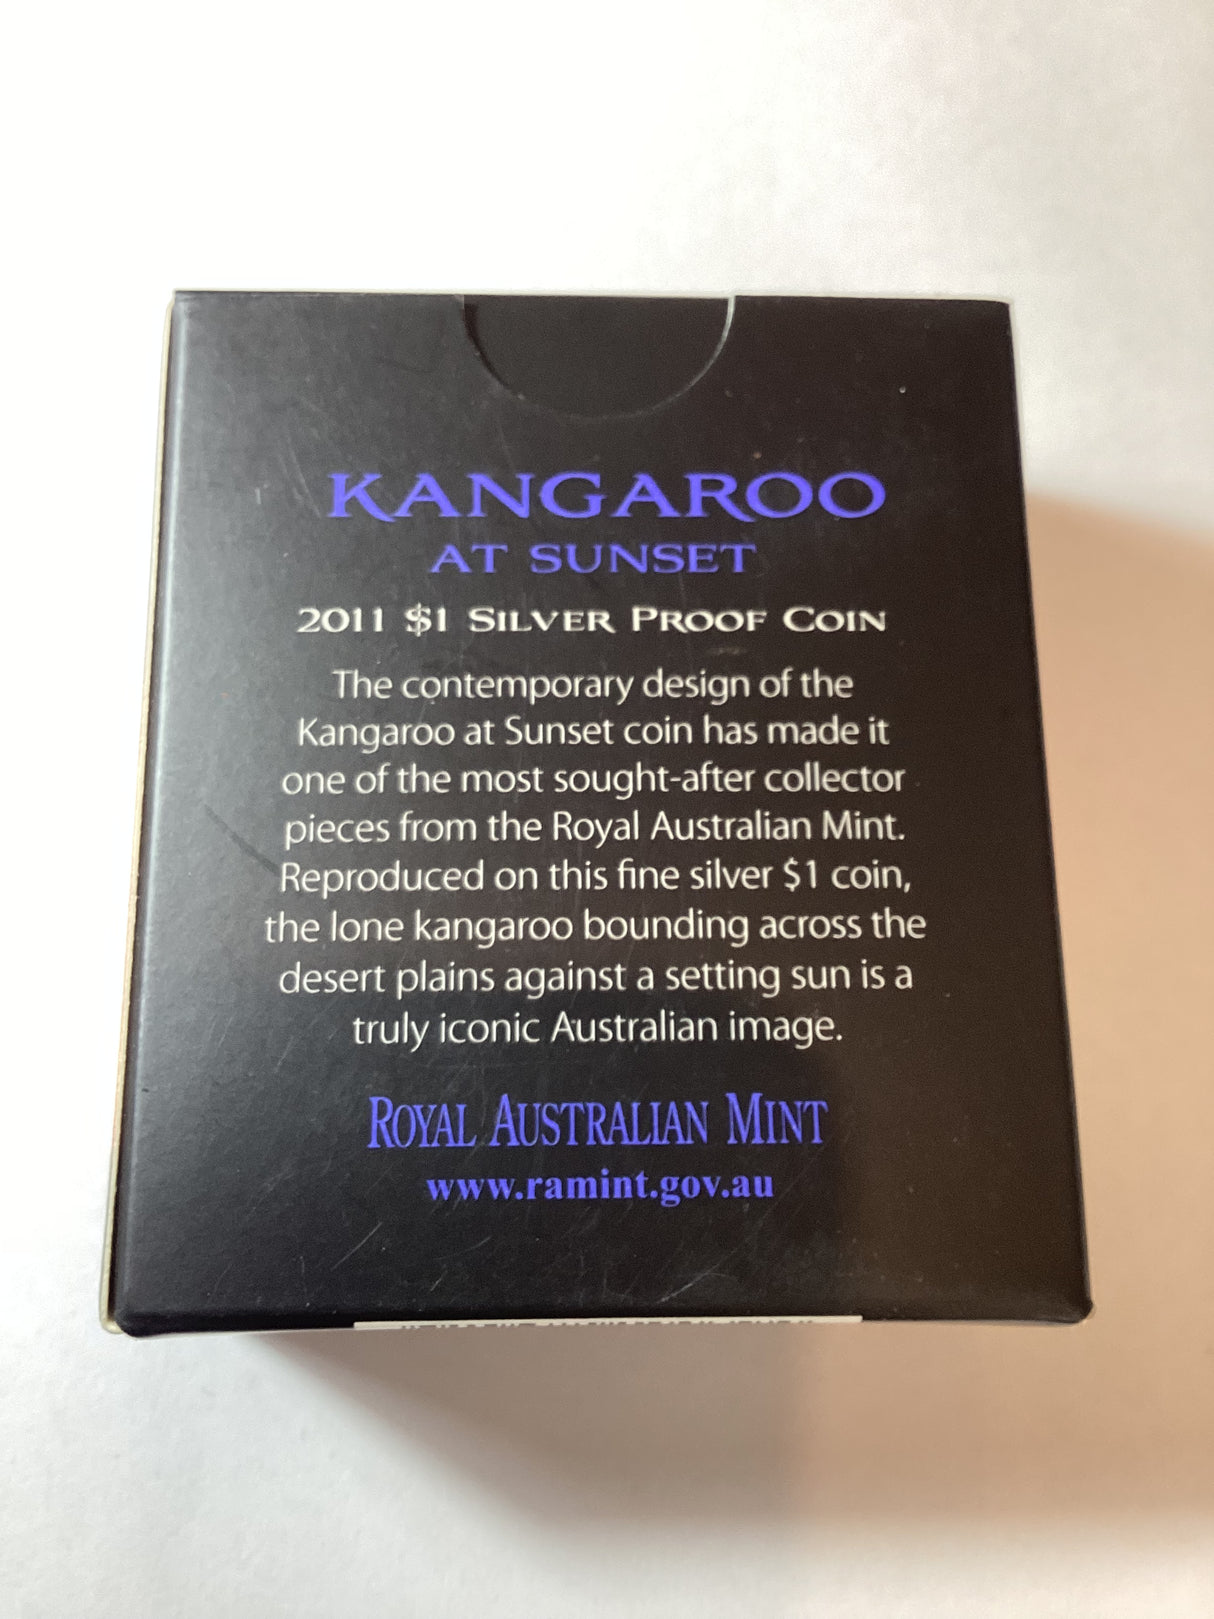 KANGAROO
AT SUNSET
2011 $1 SILVER PROOF COIN
The contemporary design of the
Kangaroo at Sunset coin has made it
one of the most sought-after collector
pieces from the Royal Australian Mint.
Reproduced on this fine silver $1 coin,
the lone kangaroo bounding across the
desert plains against a setting sun is a
truly iconic Australian image.
ROYAL AUSTRALIAN MINT
www.ramint.gov.au